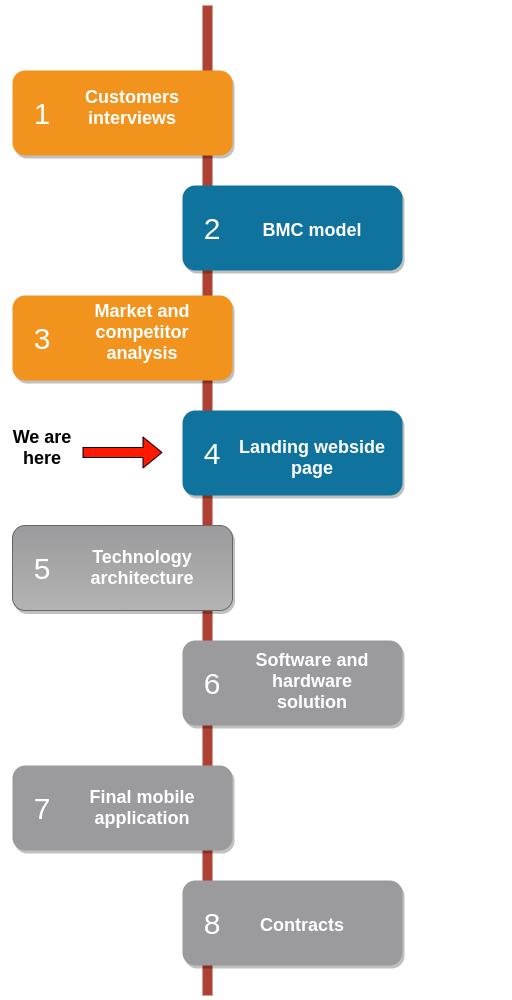 1
Customers
interviews
2
BMC model
3
Market and
competitor
analysis
We are
here
4
Landing webside
page
5
Technology
architecture
6
Software and
hardware
solution
7
Final mobile
application
8
Contracts